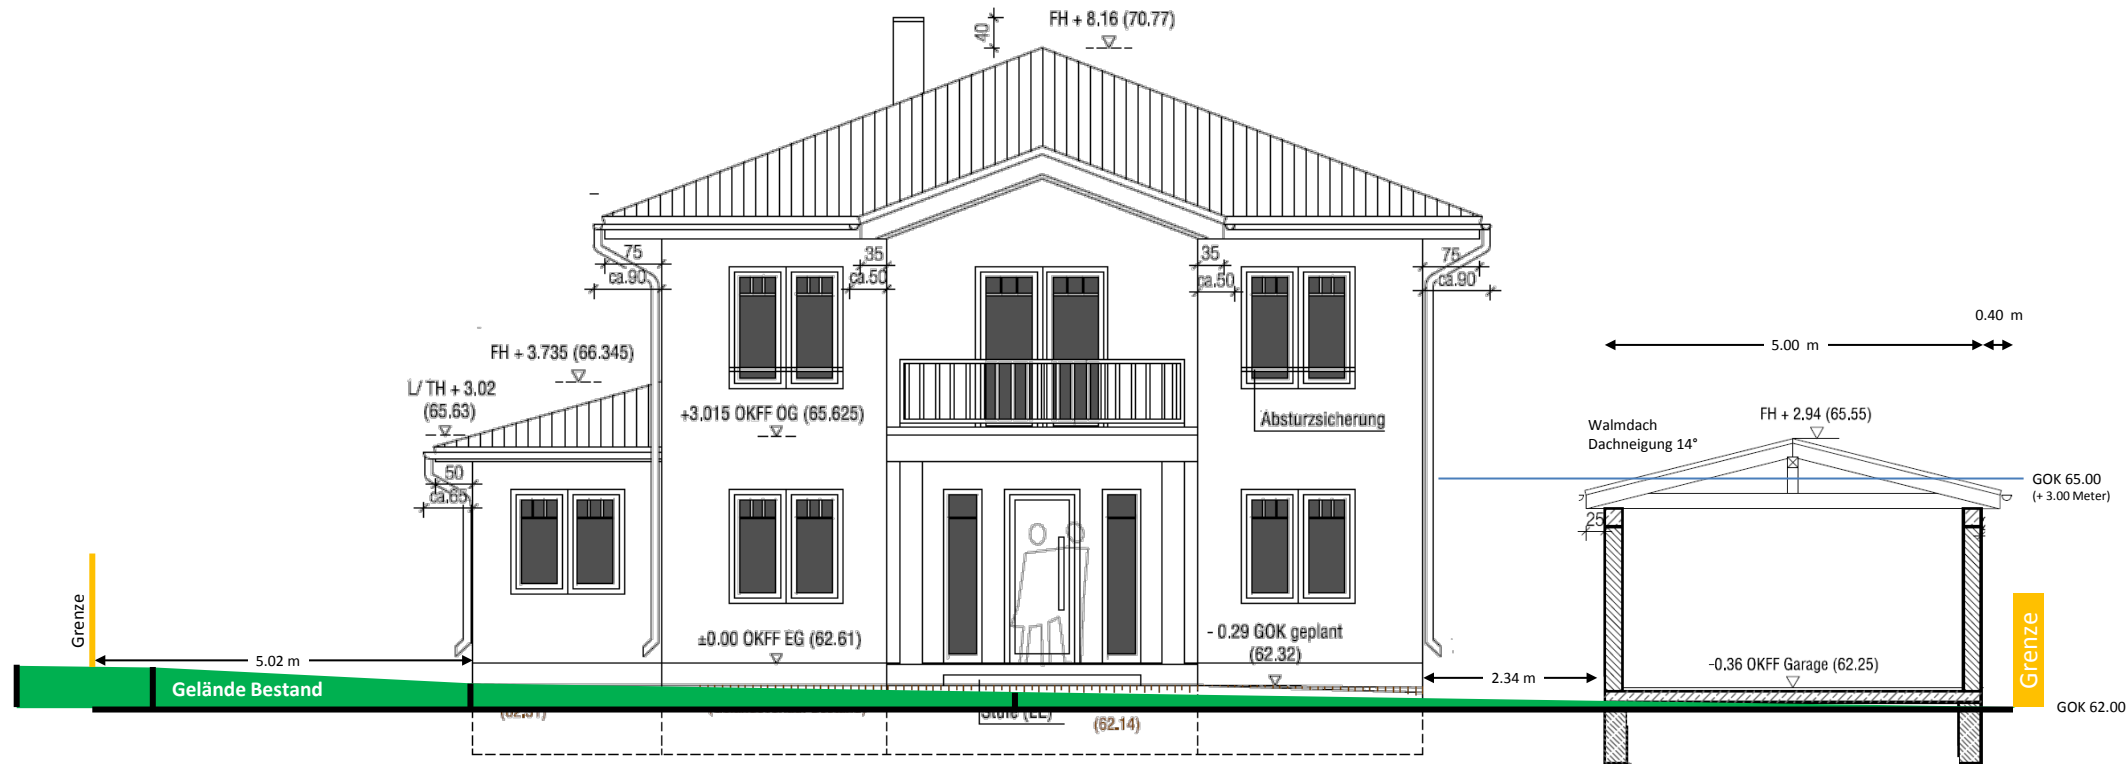 40
FH + 8.16 (70.77)
75
ca.90
35
ca.50
35
ca.50
75
ca.90
0.40 m
5.00 m
FH + 3.735 (66.345)
L/ TH + 3.02
(65.63)
+3.015 OKFF OG (65.625)
Absturzsicherung
Walmdach
Dachneigung 14°
FH + 2.94 (65.55)
50
ca.65
GOK 65.00
(+ 3.00 Meter)
25
Grenze
±0.00 OKFF EG (62.61)
- 0.29 GOK geplant
(62.32)
Grenze
5.02 m
2.34 m
-0,36 OKFF Garage (62.25)
Gelände Bestand
GOK 62.00
(62.14)